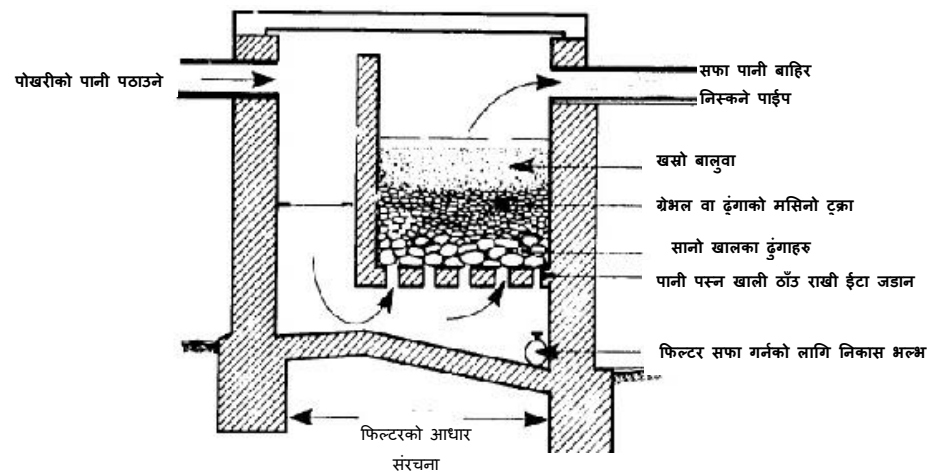 पोखरीको पानी पठाउने
सफा पानी बाहिर
निस्कने पाईप
खस्रो बालुवा
ग्रेभल वा ढुंगाको मसिनो टुक्रा
सानो खालका ढुंगाहरु
पानी पस्न खाली ठाँउ राखी ईटा जडान
फिल्टर सफा गर्नको लागि निकास भल्भ
फिल्टरको आधार
संरचना